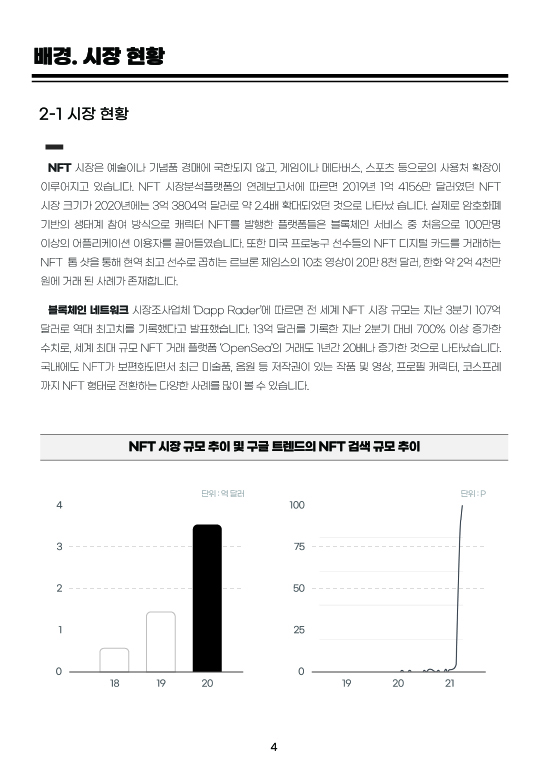 배경. 시장 현황
2-1 시장 현황
NFT 시장은 예술이나 기념품 경매에 국한되지 않고, 게임이나 메타버스, 스포츠 등으로의 사용처 확장이
이루어지고 있습니다. NFT 시장분석플랫폼의 연례보고서에 따르면 2019년 1억 4156만 달러였던 NFT
시장 크기가 2020년에는 3억 3804억 달러로 약 2.4배 확대되었던 것으로 나타났 습니다. 실제로 암호화폐
기반의 생태계 참여 방식으로 캐릭터 NFT를 발행한 플랫폼들은 블록체인 서비스 중 처음으로 100만명
이상의 어플리케이션 이용자를 끌어들였습니다. 또한 미국 프로농구 선수들의 NFT 디지털 카드를 거래하는
NFT 톱 샷을 통해 현역 최고 선수로 꼽히는 르브론 제임스의 10초 영상이 20만 8천 달러, 한화 약 2억 4천만
원에 거래 된 사례가 존재합니다.
블록체인 네트워크 시장조사업체 'Dapp Rader'에 따르면 전 세계 NFT 시장 규모는 지난 3분기 107억
달러로 역대 최고치를 기록했다고 발표했습니다. 13억 달러를 기록한 지난 2분기 대비 700% 이상 증가한
수치로, 세계 최대 규모 NFT 거래 플랫폼 'OpenSea'의 거래도 1년간 20배나 증가한 것으로 나타났습니다.
국내에도 NFT가 보편화되면서 최근 미술품, 음원 등 저작권이 있는 작품 및 영상, 프로필 캐릭터, 코스프레
까지 NFT 형태로 전환하는 다양한 사례를 많이 볼 수 있습니다.
NFT 시장 규모 추이 및 구글 트렌드의 NFT 검색 규모 추이
단위 : 억 달러
4
3
2
1
0
18 19 20
단위 : P
100
75
50
25
0
19 20 21
4